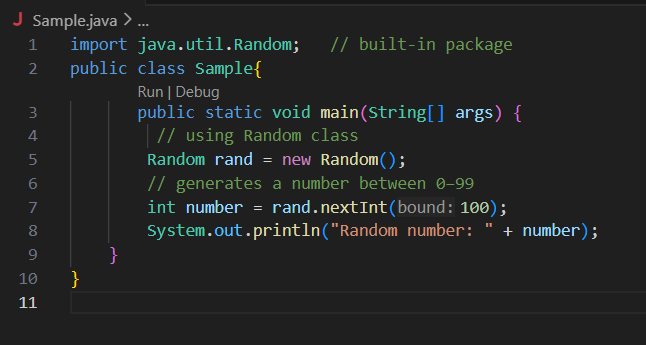 J Sample.java > ...
1 import java.util.Random;   // built-in package
2 public class Sample{
Run | Debug
3 public static void main(String[] args) {
4 // using Random class
5 Random rand = new Random();
6 // generates a number between 0–99
7 int number = rand.nextInt(bound: 100);
8 System.out.println("Random number: " + number);
9 }
10 }
11